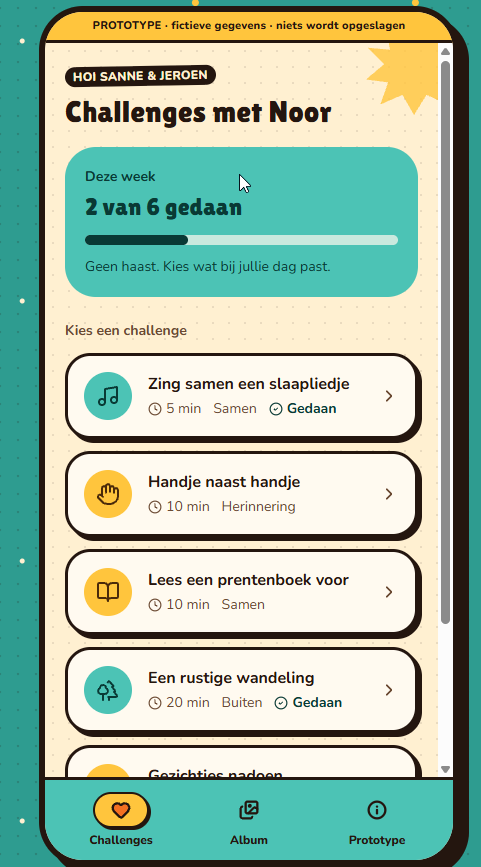 PROTOTYPE · fictieve gegevens · niets wordt opgeslagen
HOI SANNE & JEROEN
Challenges met Noor
Deze week
2 van 6 gedaan
Geen haast. Kies wat bij jullie dag past.
Kies een challenge
Zing samen een slaapliedje
5 min Samen Gedaan
Handje naast handje
10 min Herinnering
Lees een prentenboek voor
10 min Samen
Een rustige wandeling
20 min Buiten Gedaan
Gezichtjes nadoen
Challenges Album Prototype